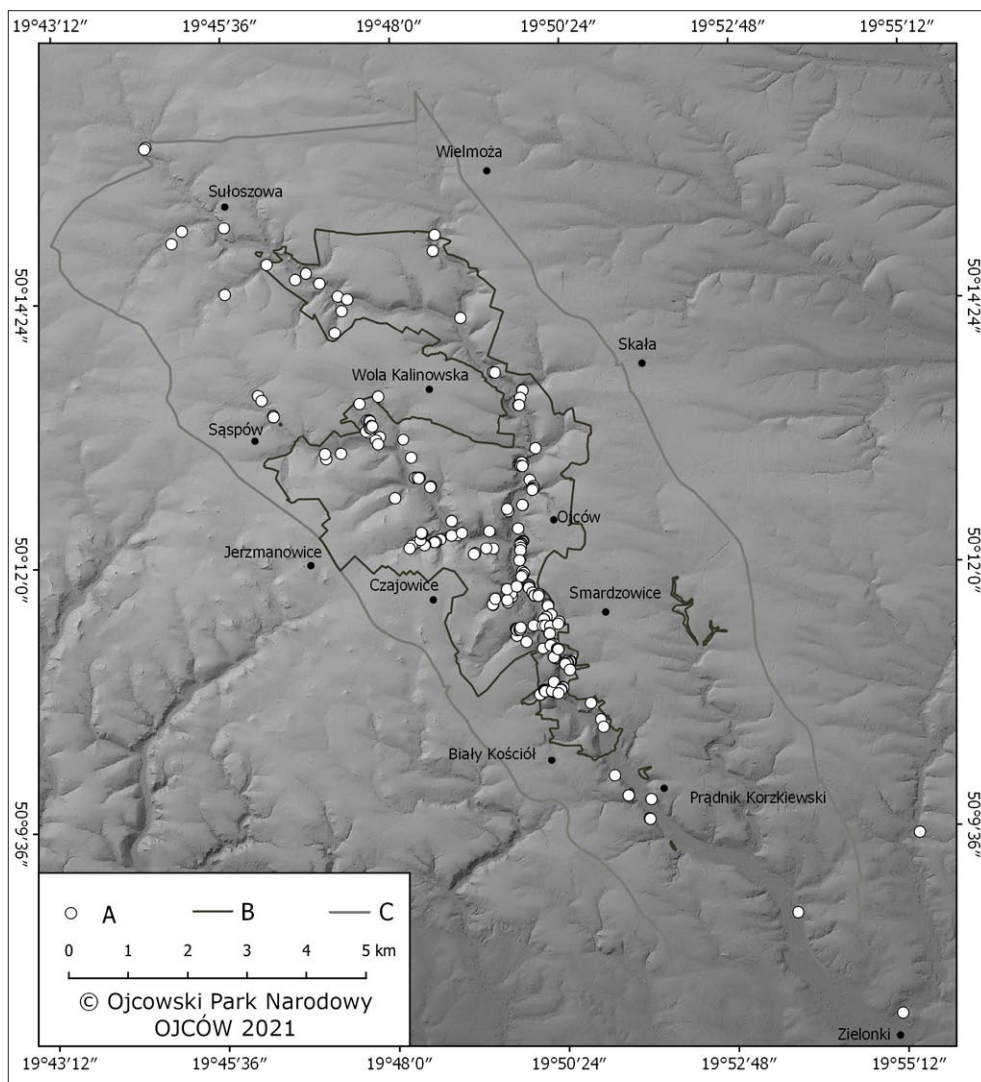 19°43′12″ 19°45′36″ 19°48′0″ 19°50′24″ 19°52′48″ 19°55′12″
Wielmoża
Sułoszowa
50°14′24″ 50°14′24″
Skała
Wola Kalinowska
Sąspów
Ojców
Jerzmanowice
50°12′0″ 50°12′0″
Czajowice
Smardzowice
Biały Kościół
Prądnik Korzkiewski
50°9′36″ 50°9′36″
A B C
0 1 2 3 4 5 km
© Ojcowski Park Narodowy
OJCÓW 2021
Zielonki
19°43′12″ 19°45′36″ 19°48′0″ 19°50′24″ 19°52′48″ 19°55′12″